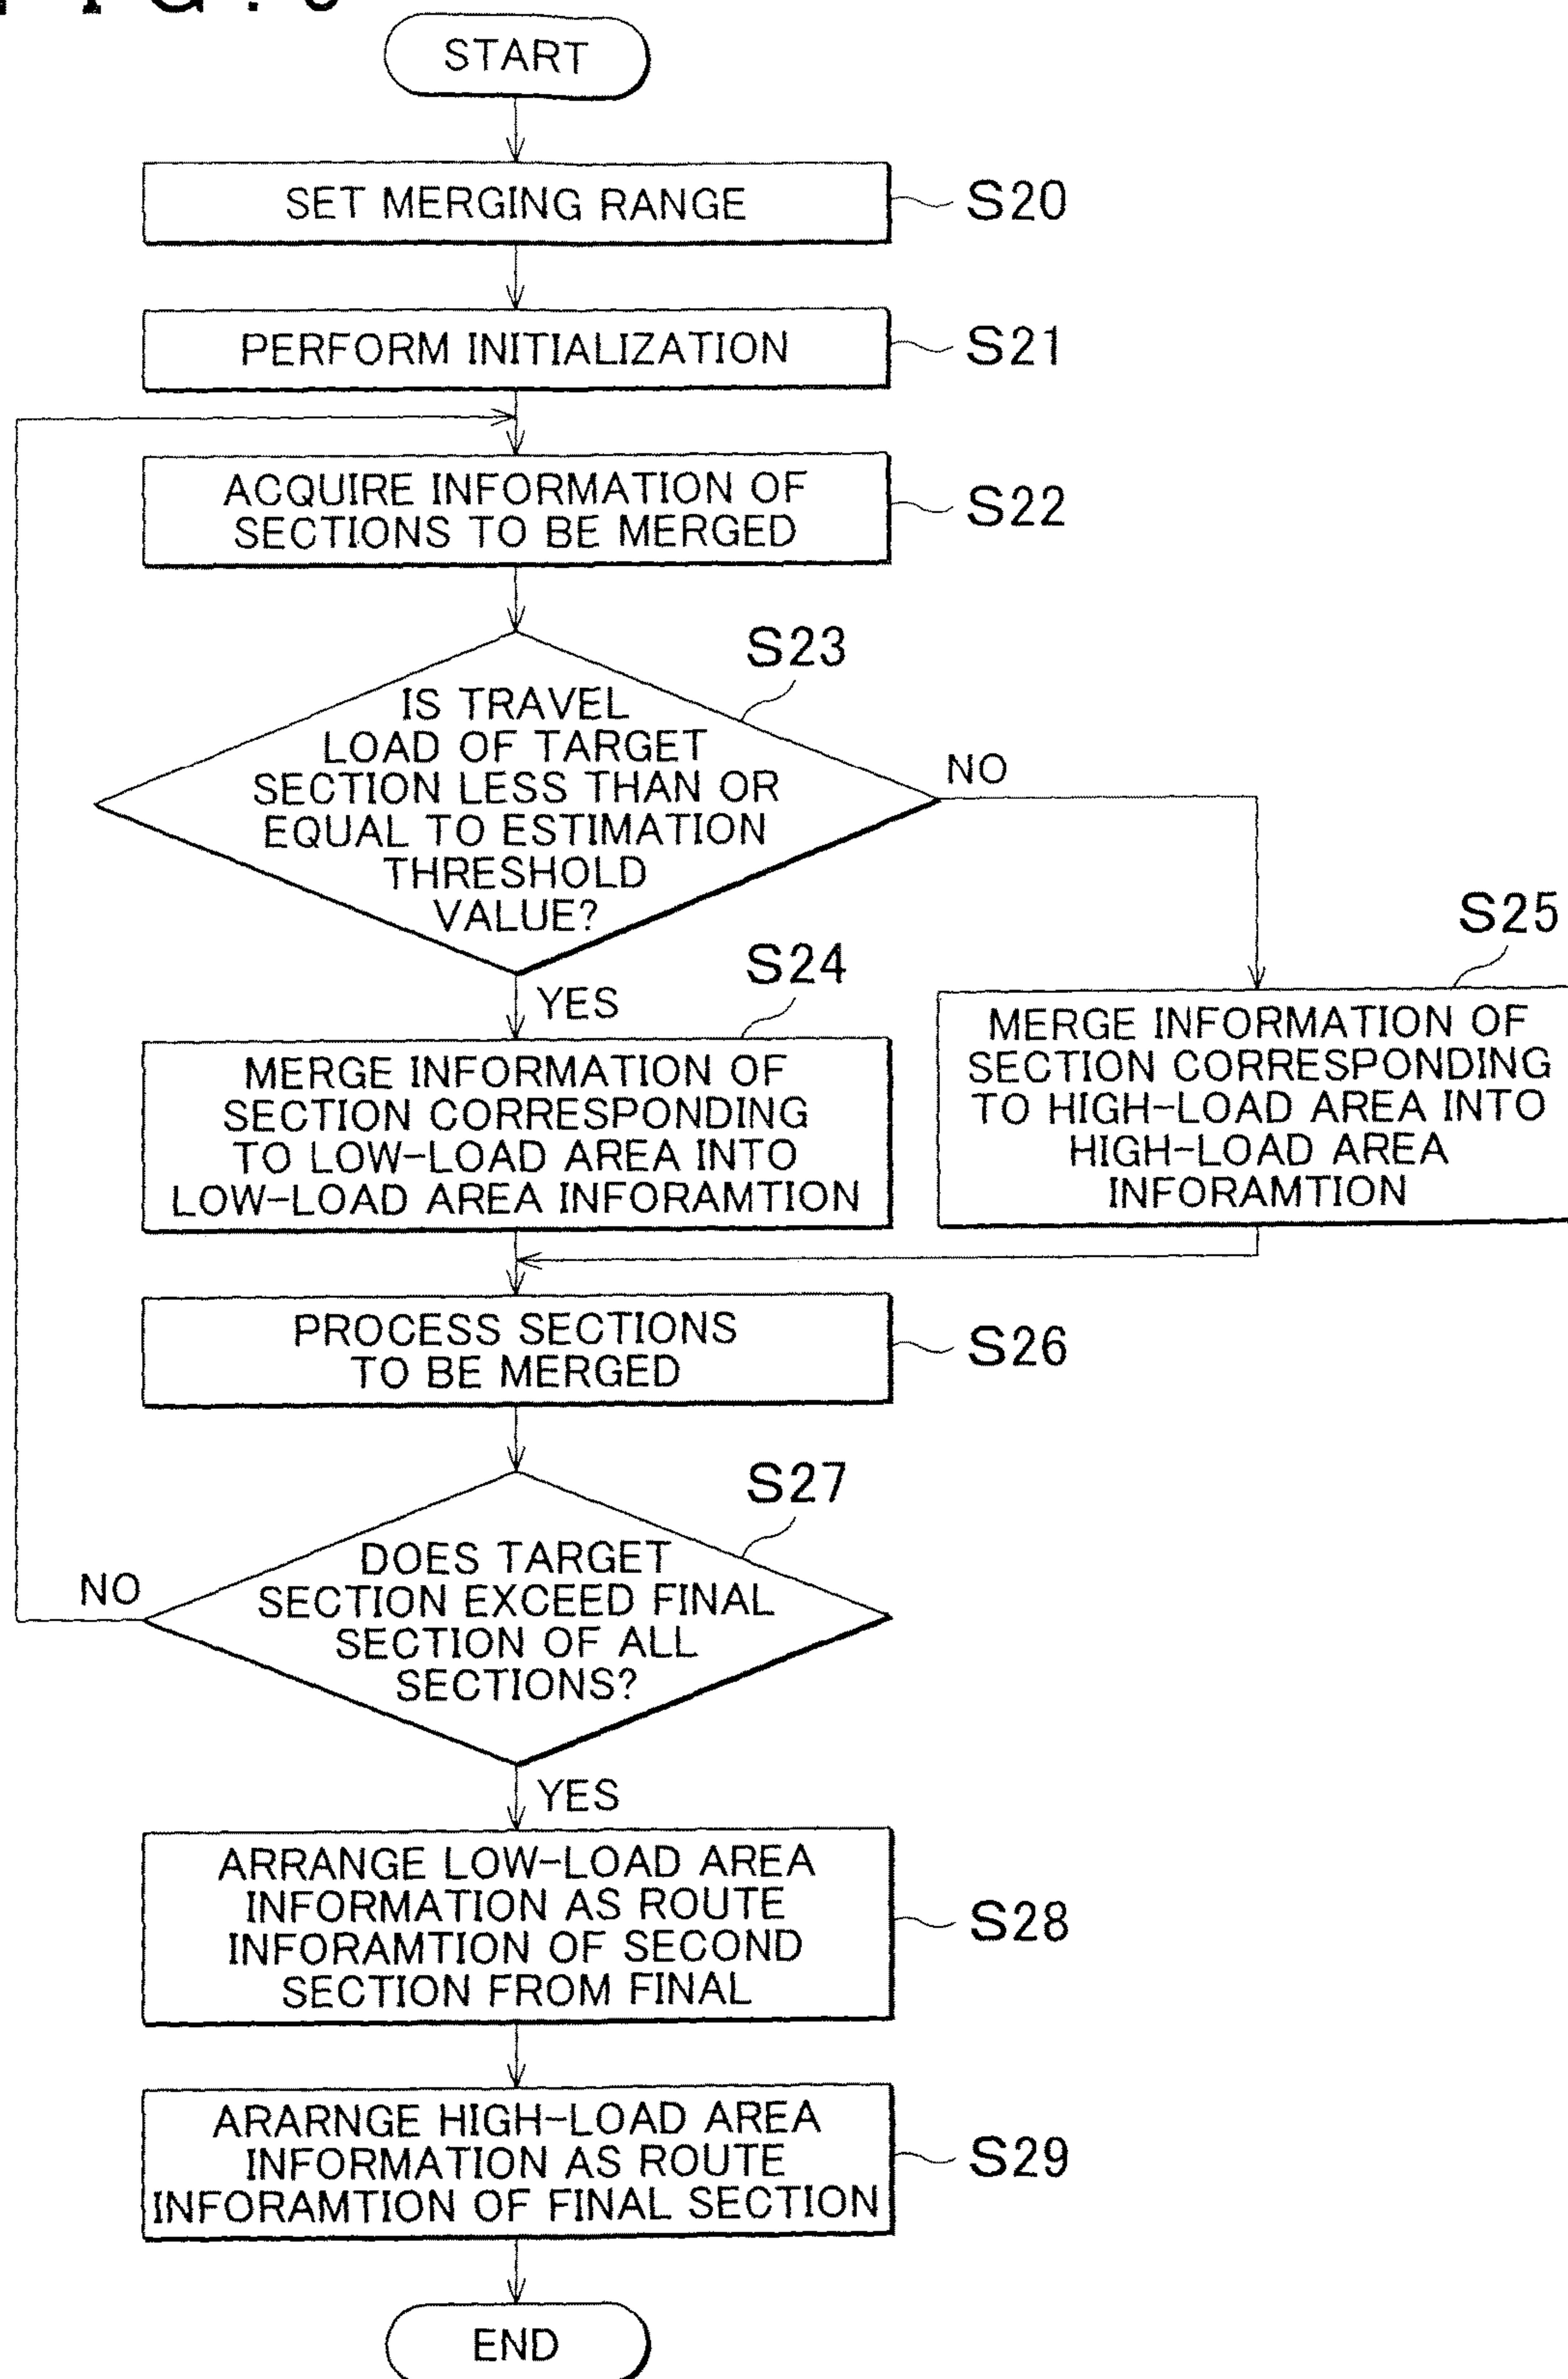 START
SET MERGING RANGE
S20
PERFORM INITIALIZATION
S21
ACQUIRE INFORMATION OF
SECTIONS TO BE MERGED
S22
S23
IS TRAVEL
LOAD OF TARGET
SECTION LESS THAN OR
EQUAL TO ESTIMATION
THRESHOLD
VALUE?
NO
YES
S24
MERGE INFORMATION OF
SECTION CORRESPONDING
TO LOW-LOAD AREA INTO
LOW-LOAD AREA INFORAMTION
S25
MERGE INFORMATION OF
SECTION CORRESPONDING
TO HIGH-LOAD AREA INTO
HIGH-LOAD AREA
INFORAMTION
PROCESS SECTIONS
TO BE MERGED
S26
S27
DOES TARGET
SECTION EXCEED FINAL
SECTION OF ALL
SECTIONS?
NO
YES
ARRANGE LOW-LOAD AREA
INFORMATION AS ROUTE
INFORAMTION OF SECOND
SECTION FROM FINAL
S28
ARARNGE HIGH-LOAD AREA
INFORMATION AS ROUTE
INFORAMTION OF FINAL SECTION
S29
END